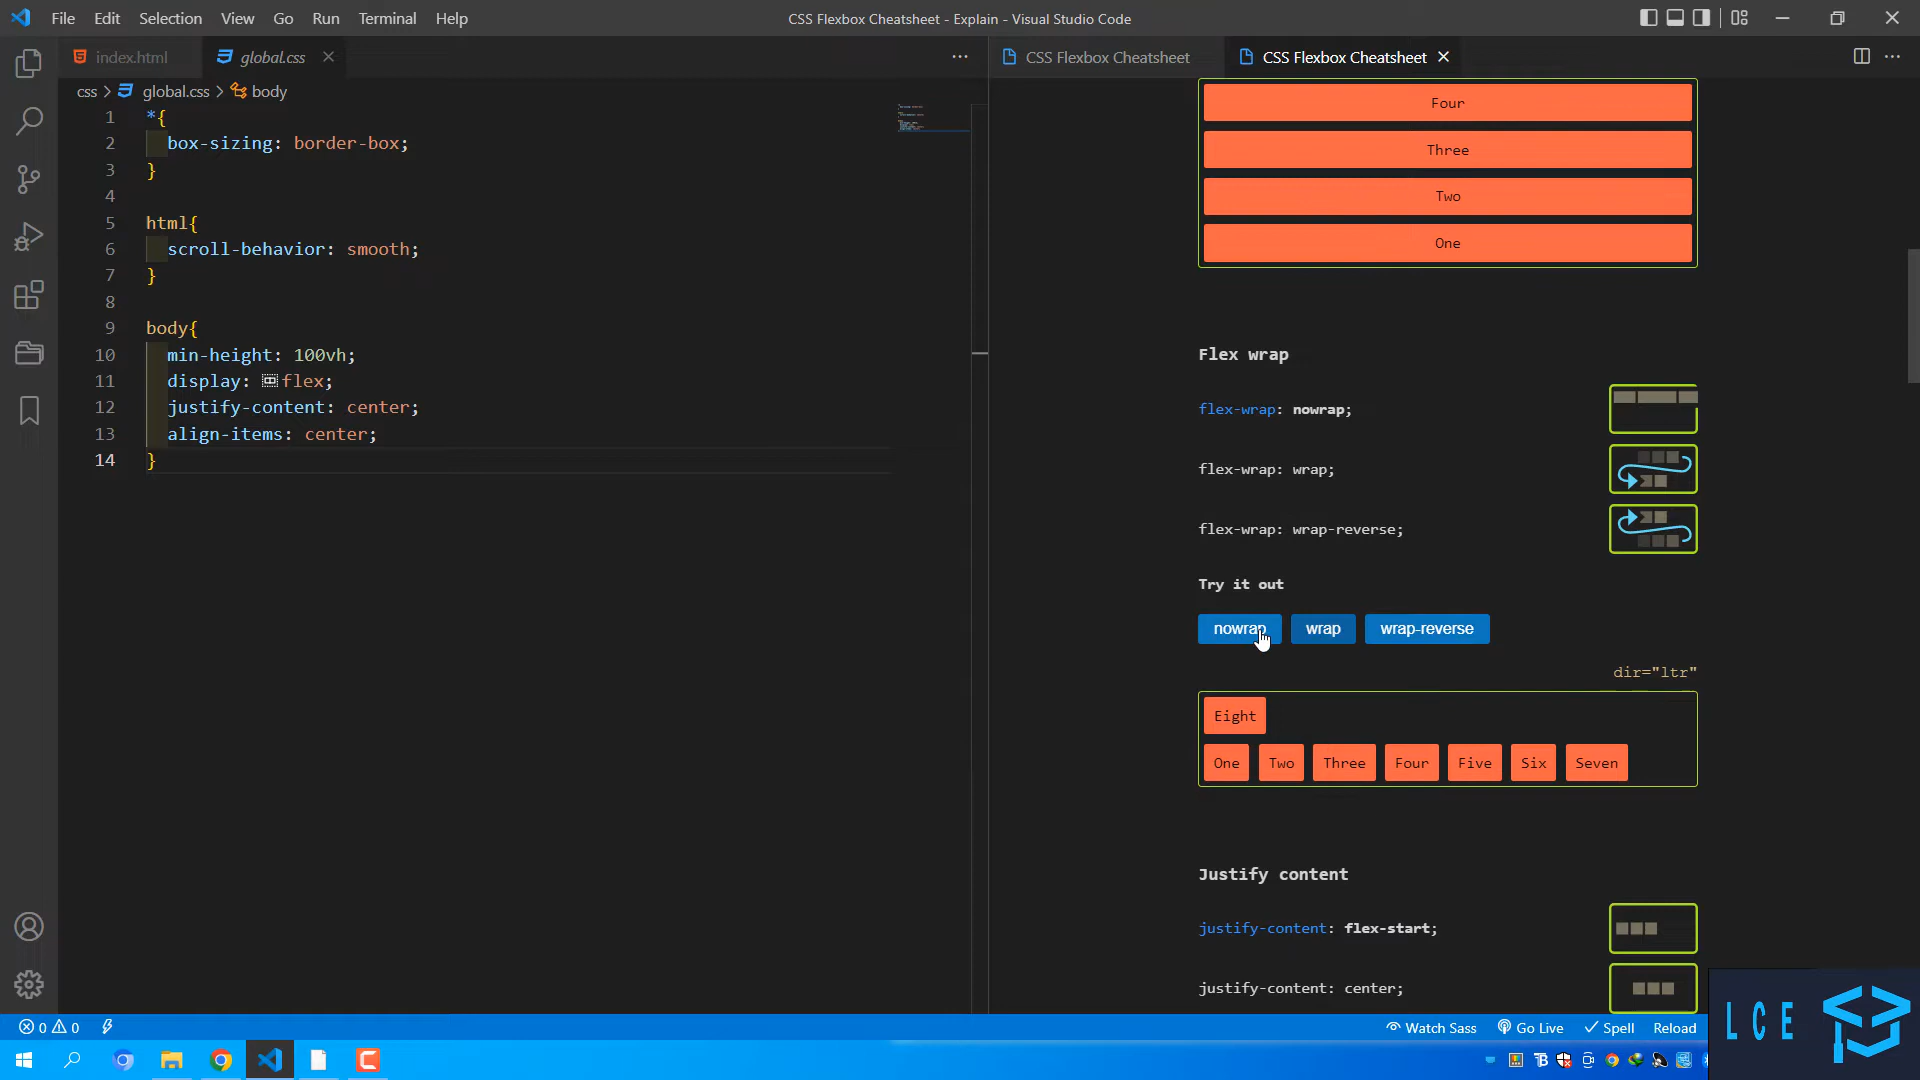 File Edit Selection View Go Run Terminal Help
CSS Flexbox Cheatsheet - Explain - Visual Studio Code
index.html
global.css
css > global.css > body
1 *{
2 box-sizing: border-box;
3 }
4
5 html{
6 scroll-behavior: smooth;
7 }
8
9 body{
10 min-height: 100vh;
11 display: flex;
12 justify-content: center;
13 align-items: center;
14 }
CSS Flexbox Cheatsheet
CSS Flexbox Cheatsheet
Four
Three
Two
One
Flex wrap
flex-wrap: nowrap;
flex-wrap: wrap;
flex-wrap: wrap-reverse;
Try it out
nowrap wrap wrap-reverse
dir="ltr"
Eight
One Two Three Four Five Six Seven
Justify content
justify-content: flex-start;
justify-content: center;
0 0
Watch Sass Go Live Spell Reload
LCE